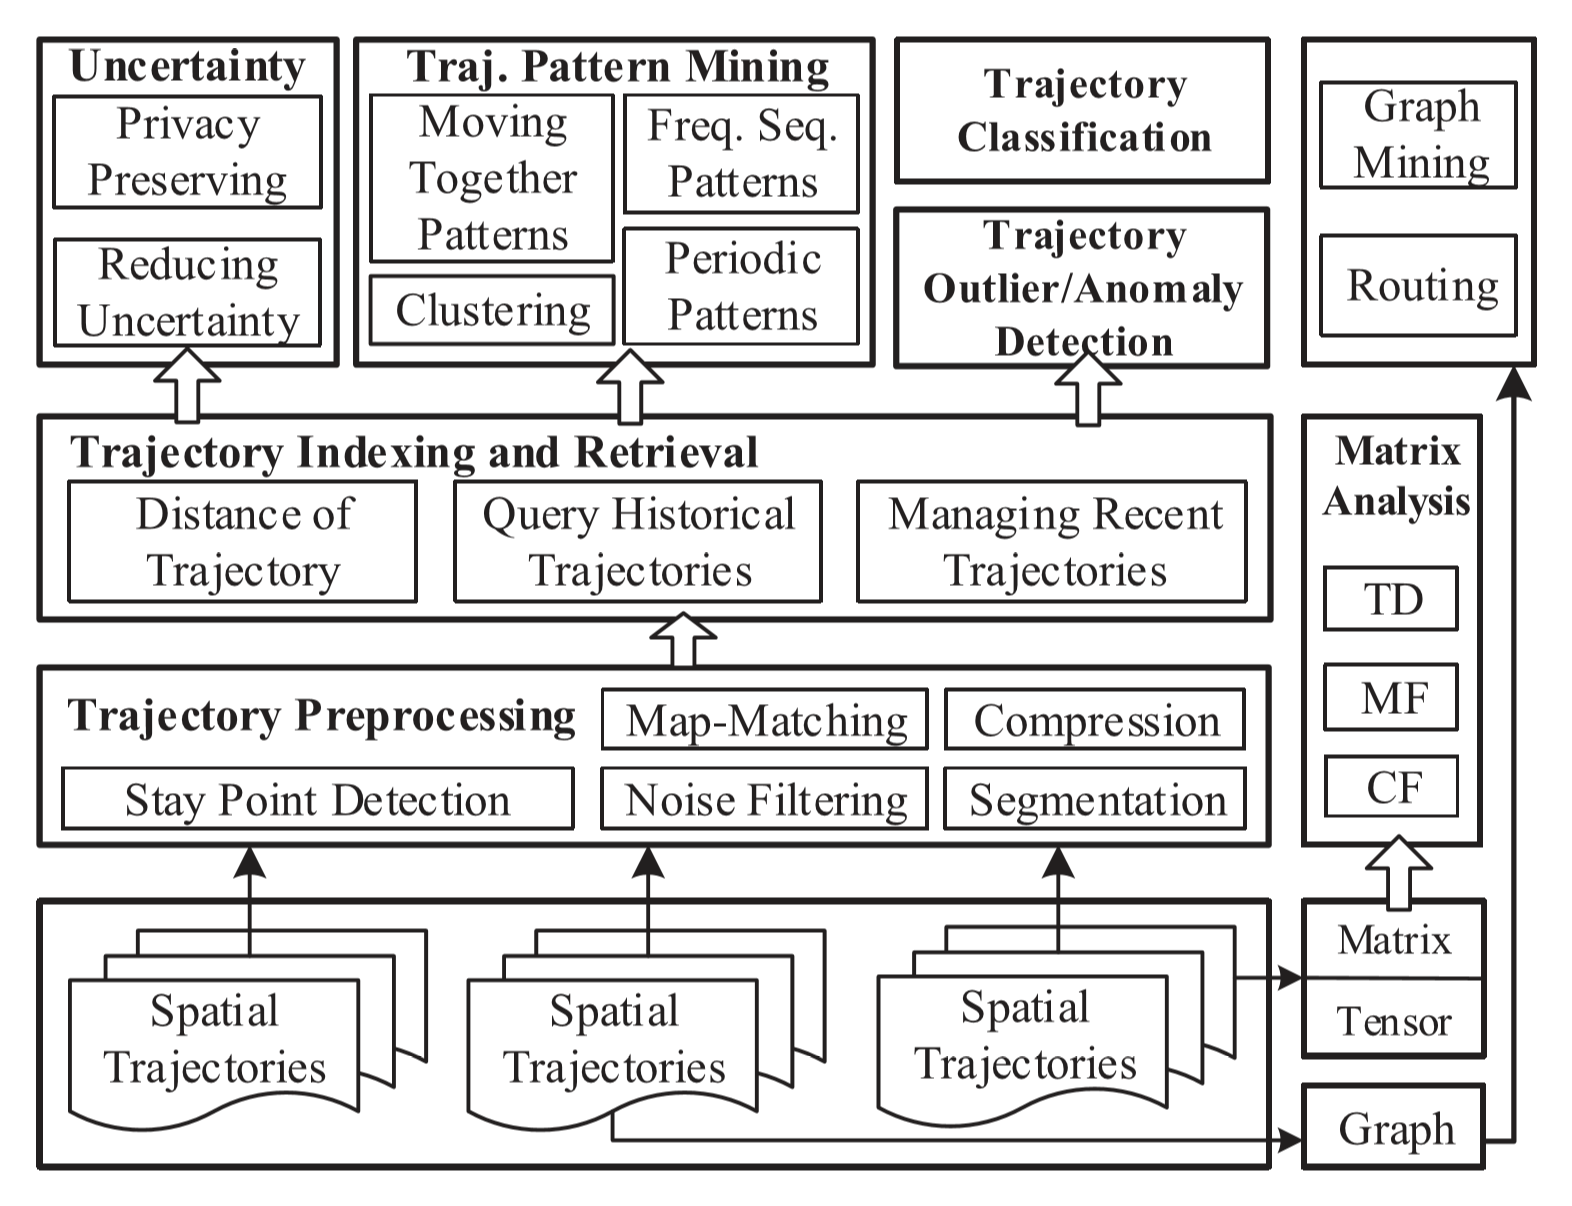 Uncertainty
Privacy
Preserving
Reducing
Uncertainty
Traj. Pattern Mining
Moving
Together
Patterns
Clustering
Freq. Seq.
Patterns
Periodic
Patterns
Trajectory
Classification
Trajectory
Outlier/Anomaly
Detection
Graph
Mining
Routing
Trajectory Indexing and Retrieval
Distance of
Trajectory
Query Historical
Trajectories
Managing Recent
Trajectories
Matrix
Analysis
TD
MF
CF
Trajectory Preprocessing
Map-Matching
Compression
Stay Point Detection
Noise Filtering
Segmentation
Spatial
Trajectories
Spatial
Trajectories
Spatial
Trajectories
Matrix
Tensor
Graph